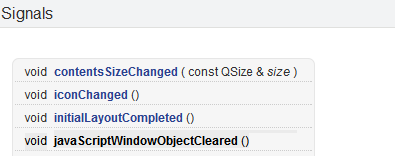 Signals
void contentsSizeChanged ( const QSize & size )
void iconChanged ()
void initialLayoutCompleted ()
void javaScriptWindowObjectCleared ()